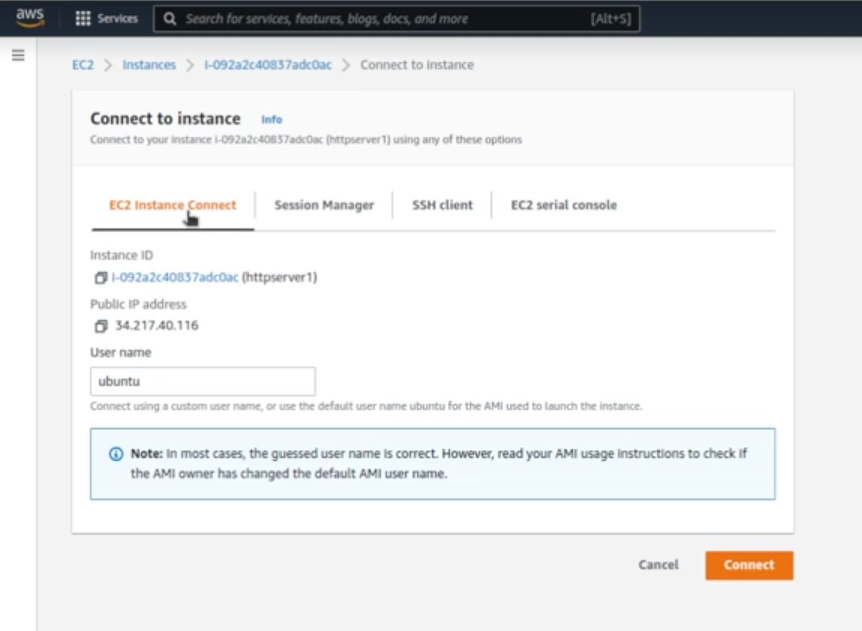 aws
Services
Search for services, features, blogs, docs, and more
[Alt+S]
EC2 > Instances > i-092a2c40837adc0ac > Connect to instance
Connect to instance Info
Connect to your instance i-092a2c40837adc0ac (httpserver1) using any of these options
EC2 Instance Connect
Session Manager
SSH client
EC2 serial console
Instance ID
i-092a2c40837adc0ac (httpserver1)
Public IP address
34.217.40.116
User name
ubuntu
Connect using a custom user name, or use the default user name ubuntu for the AMI used to launch the instance.
Note: In most cases, the guessed user name is correct. However, read your AMI usage instructions to check if
the AMI owner has changed the default AMI user name.
Cancel
Connect